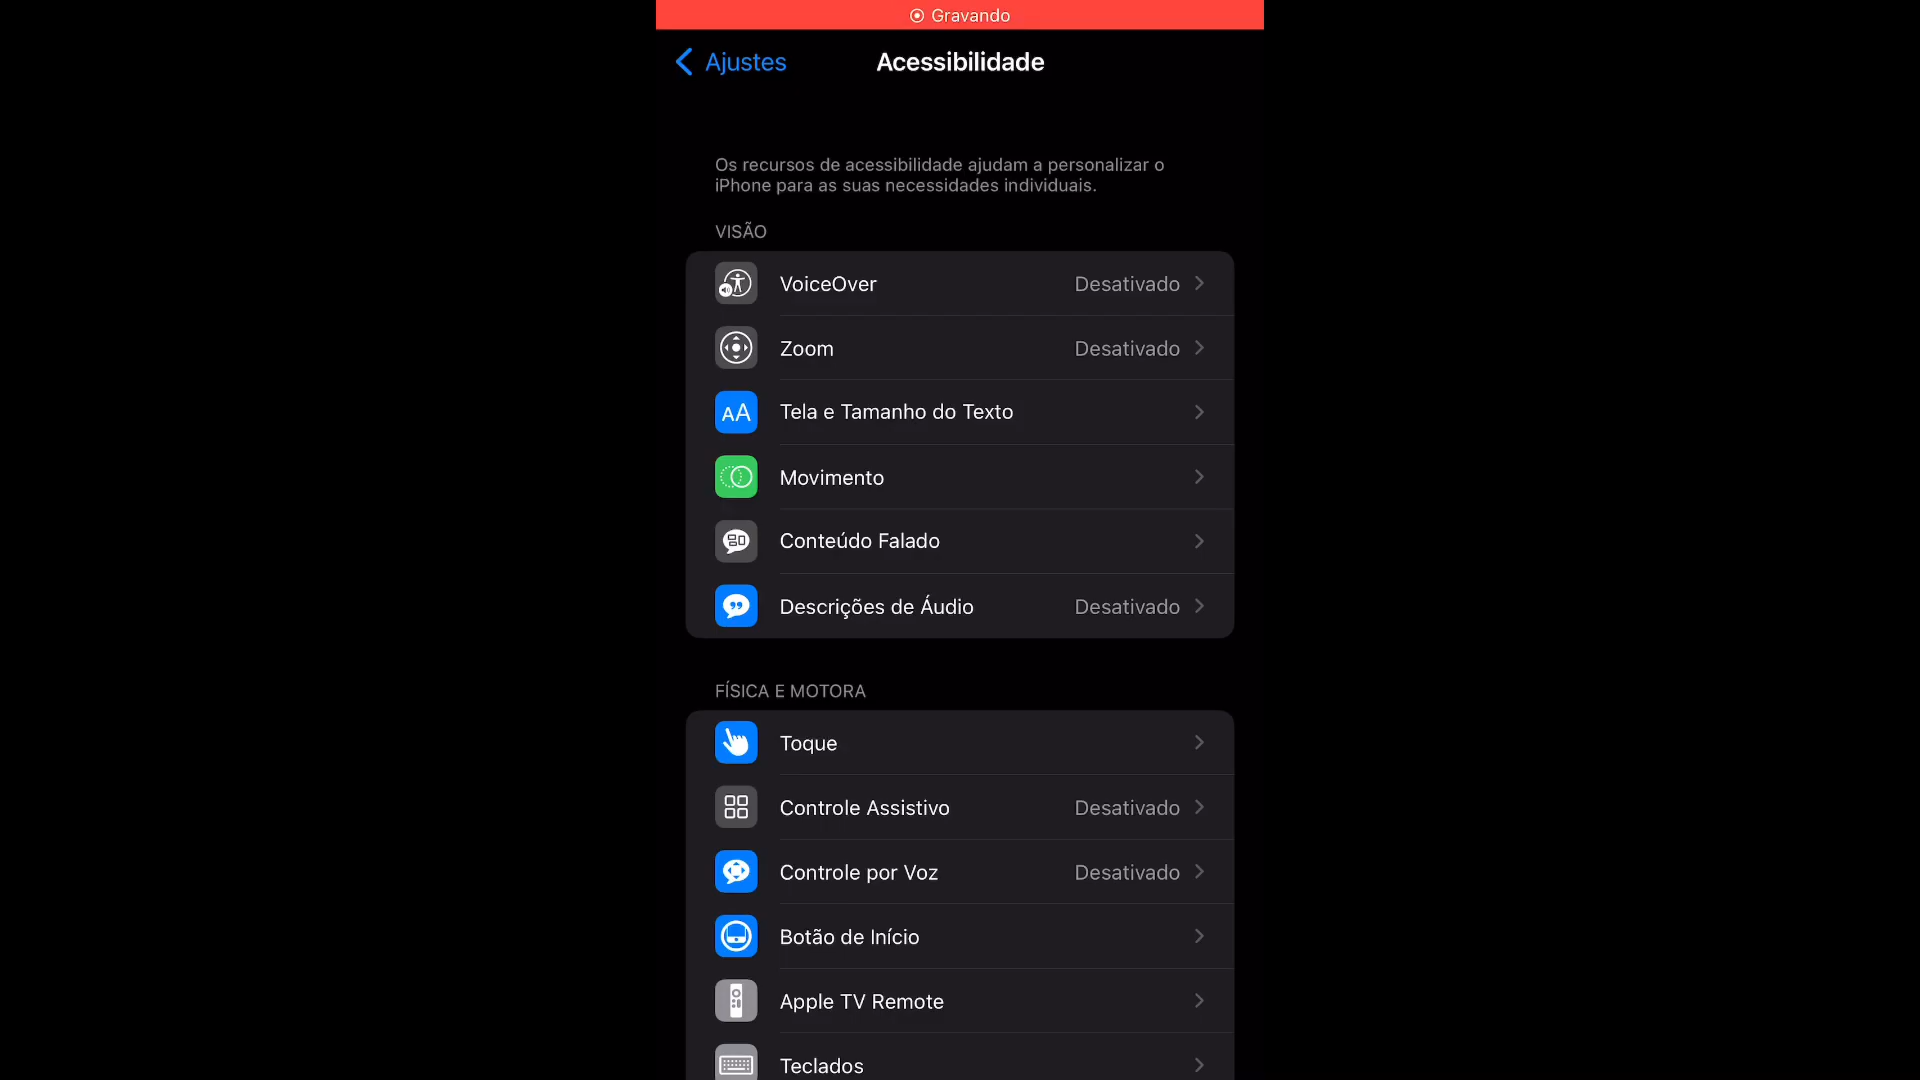 Gravando
Ajustes
Acessibilidade
Os recursos de acessibilidade ajudam a personalizar o
iPhone para as suas necessidades individuais.
VISÃO
VoiceOver Desativado
Zoom Desativado
AA Tela e Tamanho do Texto
Movimento
Conteúdo Falado
Descrições de Áudio Desativado
FÍSICA E MOTORA
Toque
Controle Assistivo Desativado
Controle por Voz Desativado
Botão de Início
Apple TV Remote
Teclados